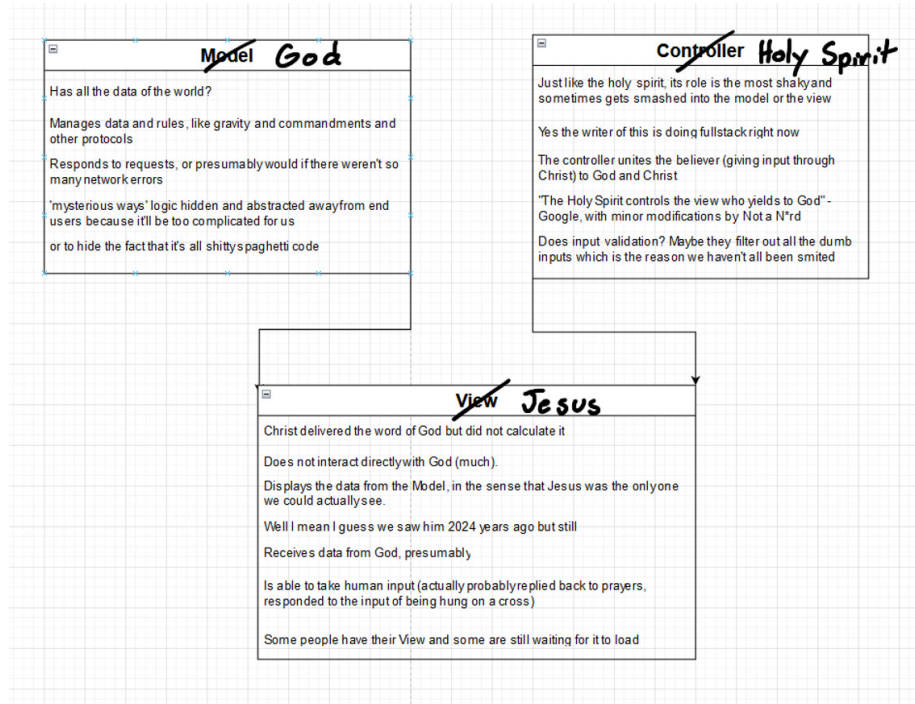 Model God
Has all the data of the world?
Manages data and rules, like gravity and commandments and
other protocols
Responds to requests, or presumably would if there weren't so
many network errors
'mysterious ways' logic hidden and abstracted away from end
users because it'll be too complicated for us
or to hide the fact that it's all shitty spaghetti code
Controller Holy Spirit
Just like the holy spirit, its role is the most shaky and
sometimes gets smashed into the model or the view
Yes the writer of this is doing fullstack right now
The controller unites the believer (giving input through
Christ) to God and Christ
"The Holy Spirit controls the view who yields to God" -
Google, with minor modifications by Not a N*rd
Does input validation? Maybe they filter out all the dumb
inputs which is the reason we haven't all been smited
View Jesus
Christ delivered the word of God but did not calculate it
Does not interact directly with God (much).
Displays the data from the Model, in the sense that Jesus was the only one
we could actually see.
Well I mean I guess we saw him 2024 years ago but still
Receives data from God, presumably
Is able to take human input (actually probably replied back to prayers,
responded to the input of being hung on a cross)
Some people have their View and some are still waiting for it to load